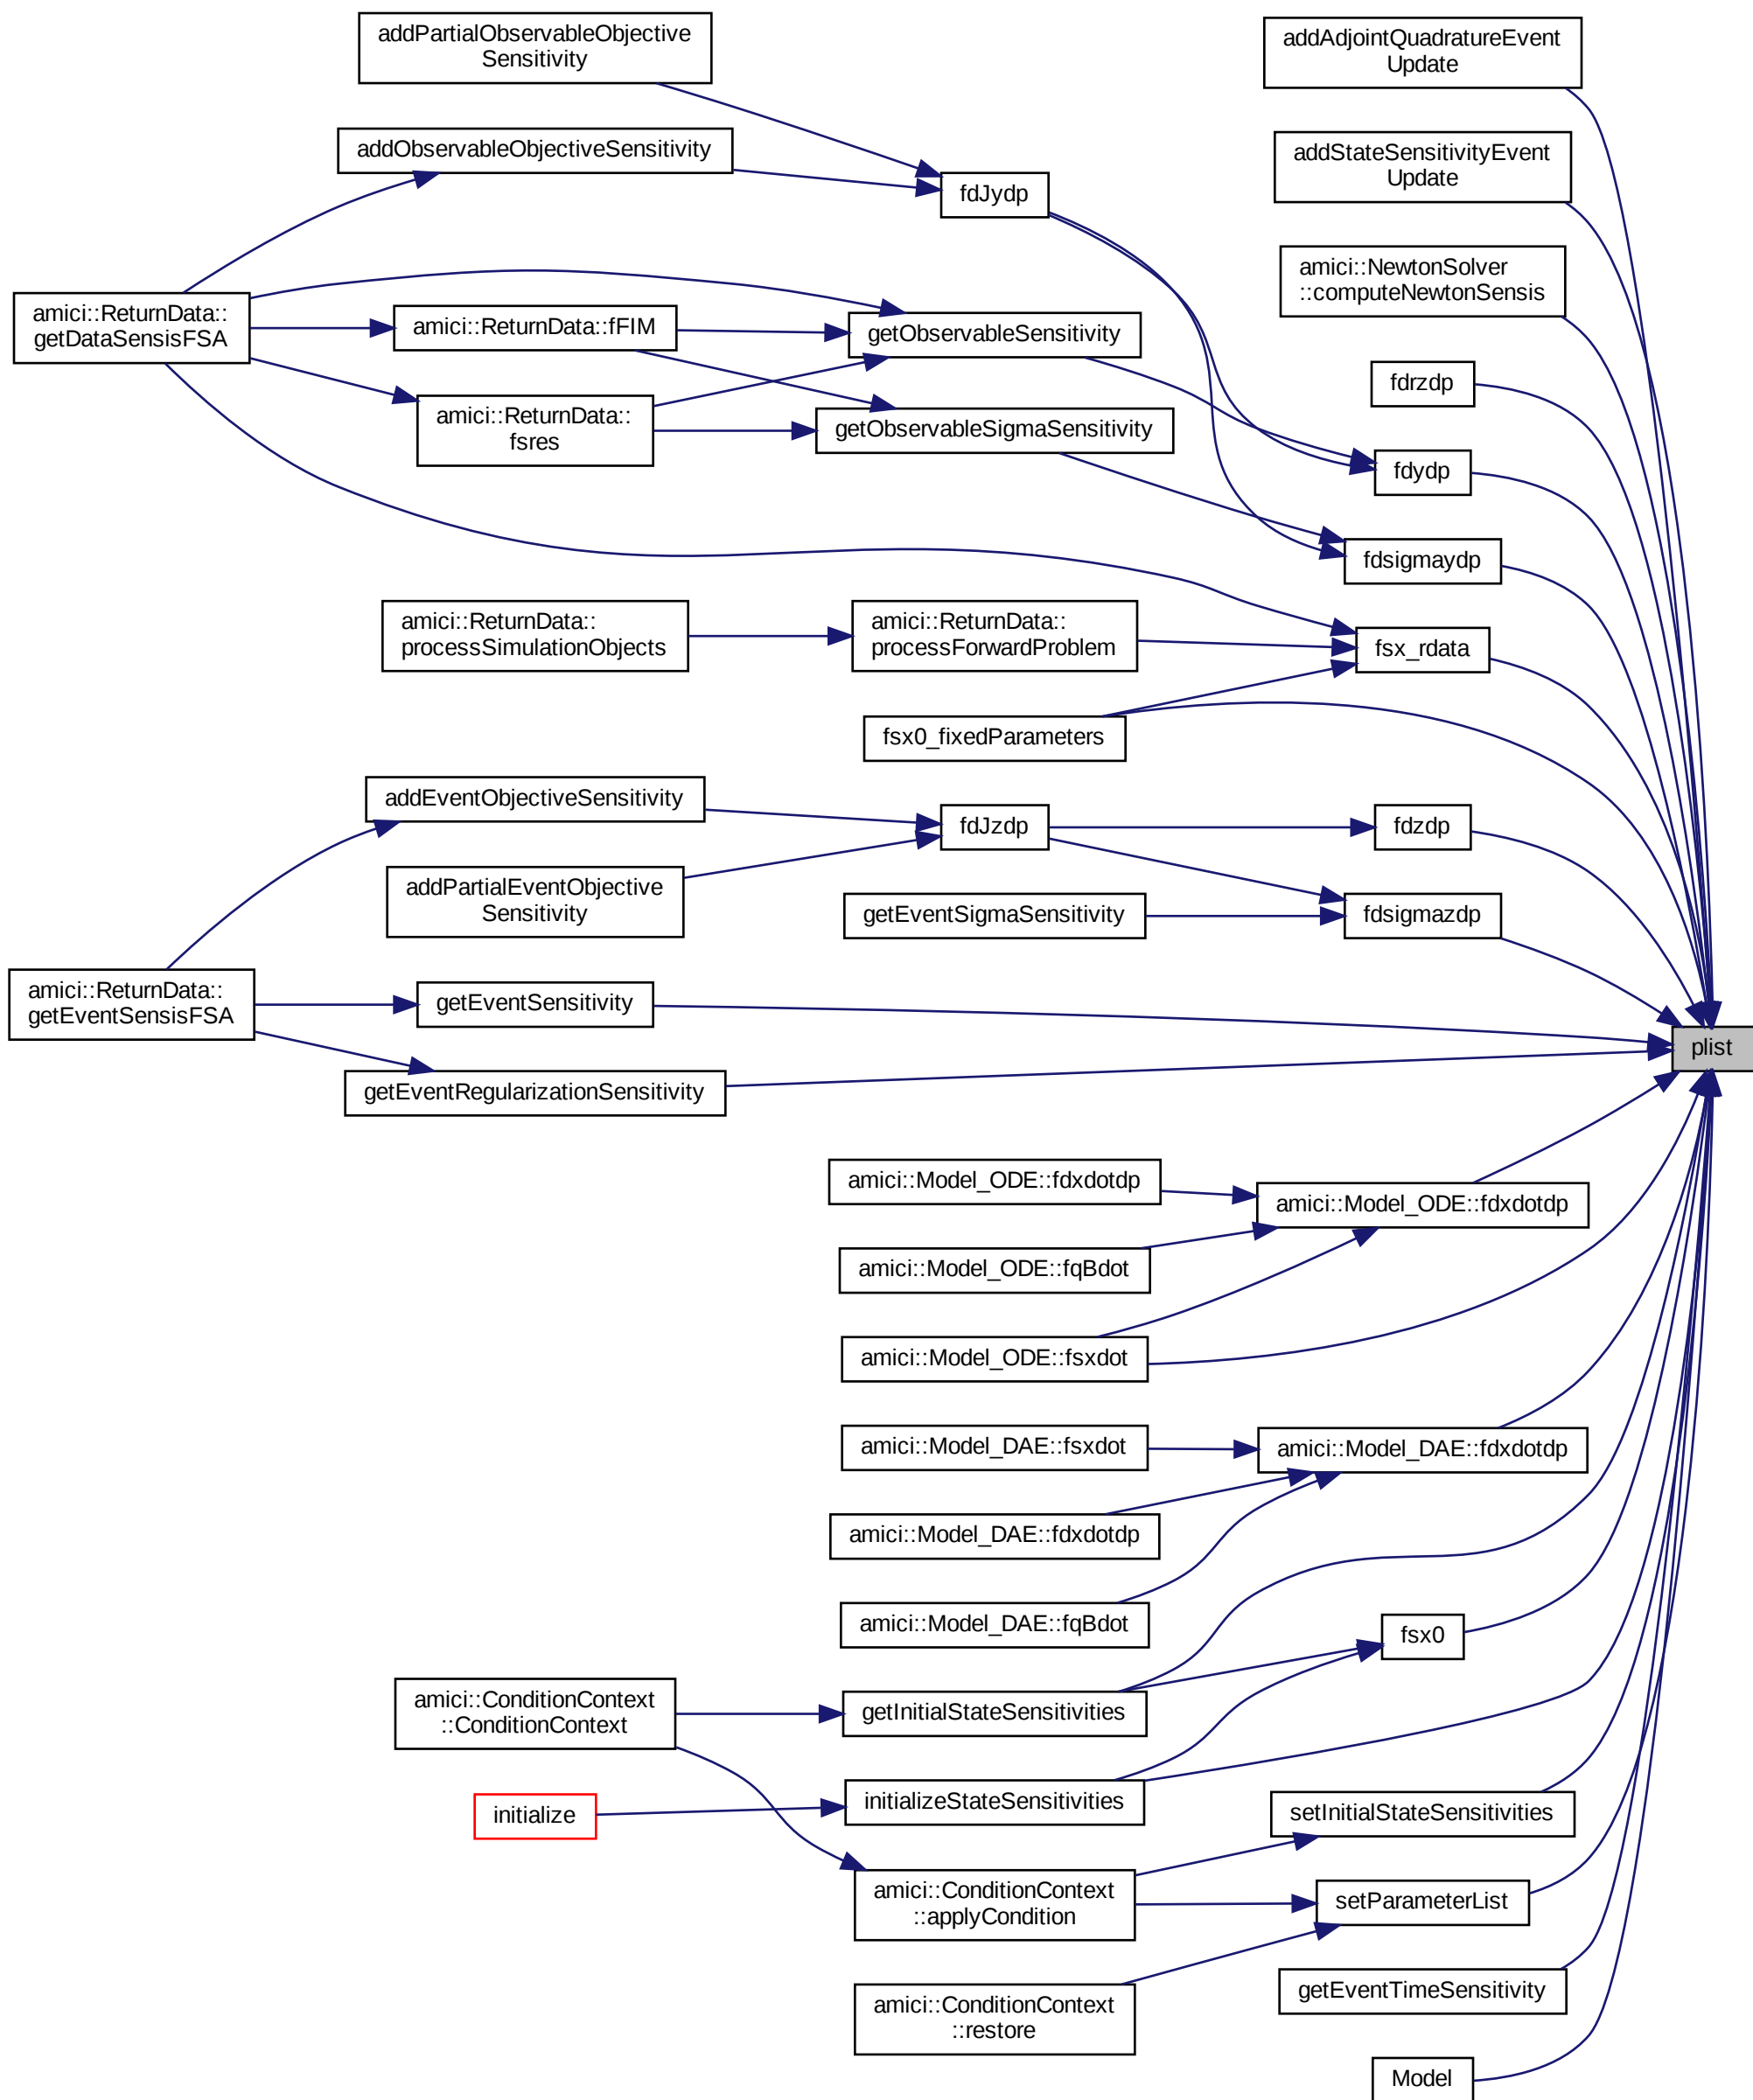 addPartialObservableObjective
Sensitivity
addObservableObjectiveSensitivity
fdJydp
amici::ReturnData::
getDataSensisFSA
amici::ReturnData::fFIM
getObservableSensitivity
amici::ReturnData::
fsres
getObservableSigmaSensitivity
addAdjointQuadratureEvent
Update
addStateSensitivityEvent
Update
amici::NewtonSolver
::computeNewtonSensis
fdrzdp
fdydp
fdsigmaydp
amici::ReturnData::
processSimulationObjects
amici::ReturnData::
processForwardProblem
fsx_rdata
fsx0_fixedParameters
addEventObjectiveSensitivity
fdJzdp
fdzdp
addPartialEventObjective
Sensitivity
getEventSigmaSensitivity
fdsigmazdp
amici::ReturnData::
getEventSensisFSA
getEventSensitivity
plist
getEventRegularizationSensitivity
amici::Model_ODE::fdxdotdp
amici::Model_ODE::fdxdotdp
amici::Model_ODE::fqBdot
amici::Model_ODE::fsxdot
amici::Model_DAE::fsxdot
amici::Model_DAE::fdxdotdp
amici::Model_DAE::fdxdotdp
amici::Model_DAE::fqBdot
fsx0
amici::ConditionContext
::ConditionContext
getInitialStateSensitivities
initialize
initializeStateSensitivities
setInitialStateSensitivities
amici::ConditionContext
::applyCondition
setParameterList
amici::ConditionContext
::restore
getEventTimeSensitivity
Model